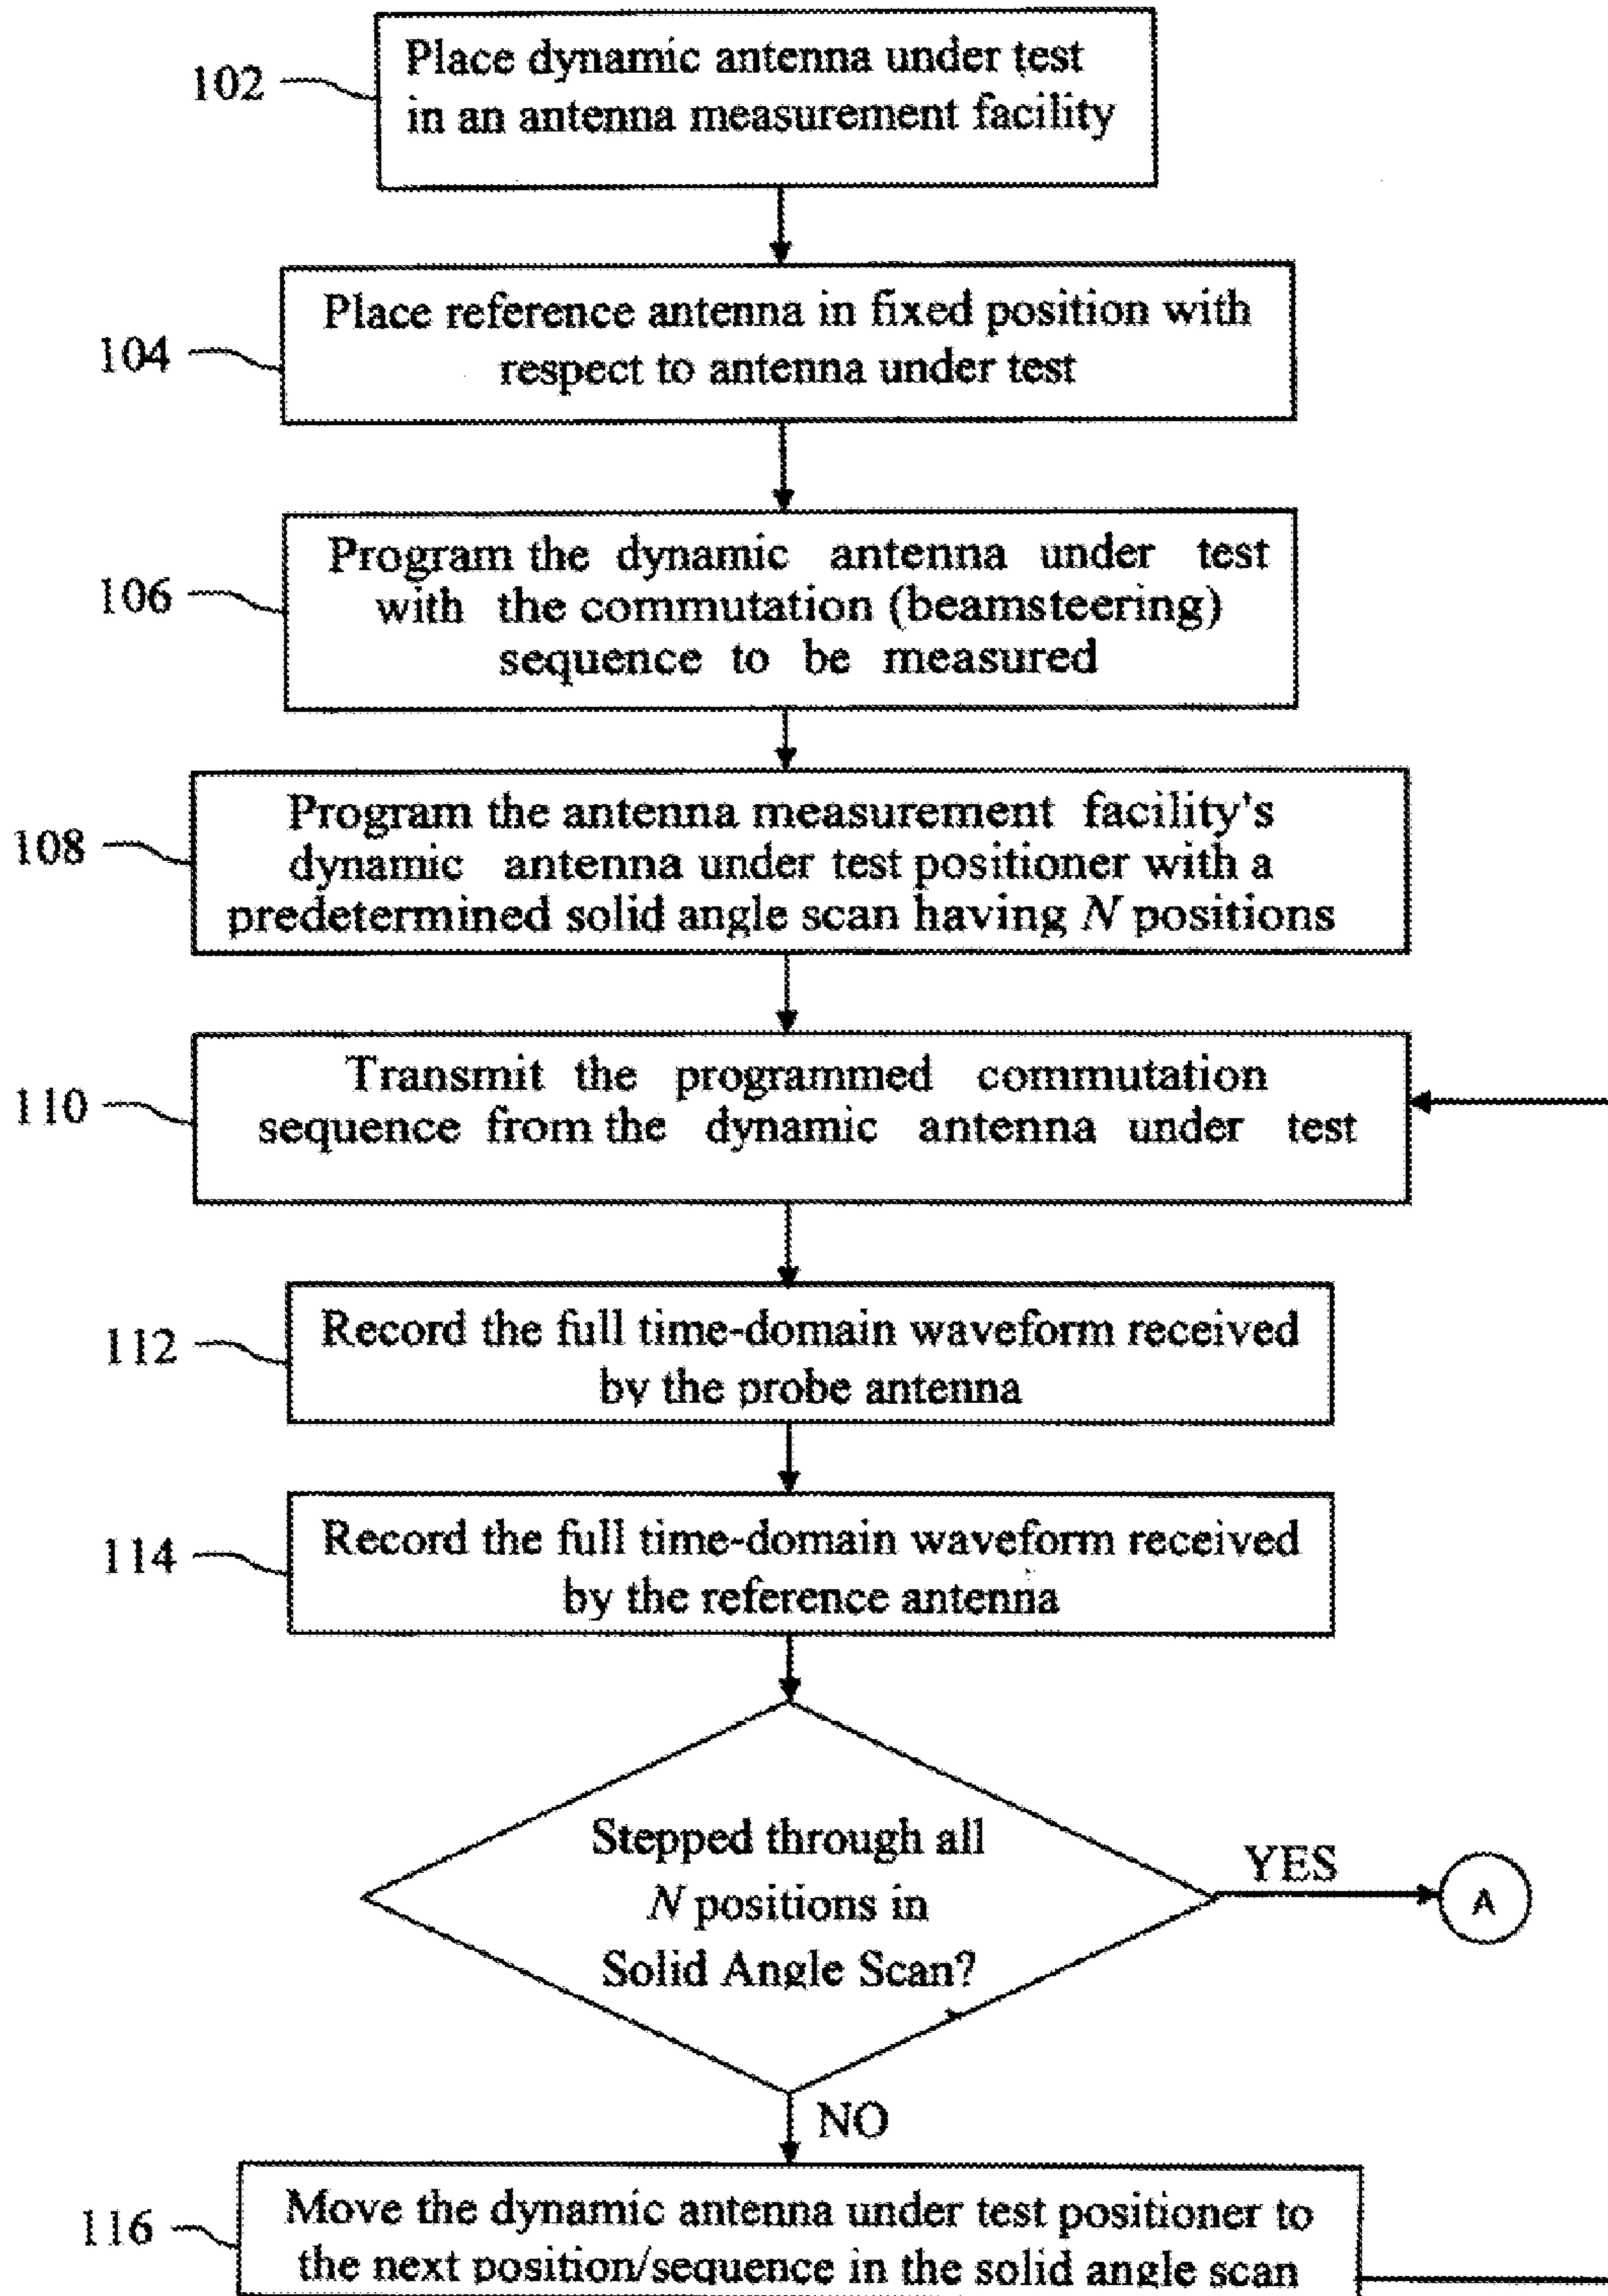 102
Place dynamic antenna under test
in an antenna measurement facility
104
Place reference antenna in fixed position with
respect to antenna under test
106
Program the dynamic antenna under test
with the commutation (beamsteering)
sequence to be measured
108
Program the antenna measurement facility's
dynamic antenna under test positioner with a
predetermined solid angle scan having N positions
110
Transmit the programmed commutation
sequence from the dynamic antenna under test
112
Record the full time-domain waveform received
by the probe antenna
114
Record the full time-domain waveform received
by the reference antenna
Stepped through all
N positions in
Solid Angle Scan?
YES
A
NO
116
Move the dynamic antenna under test positioner to
the next position/sequence in the solid angle scan